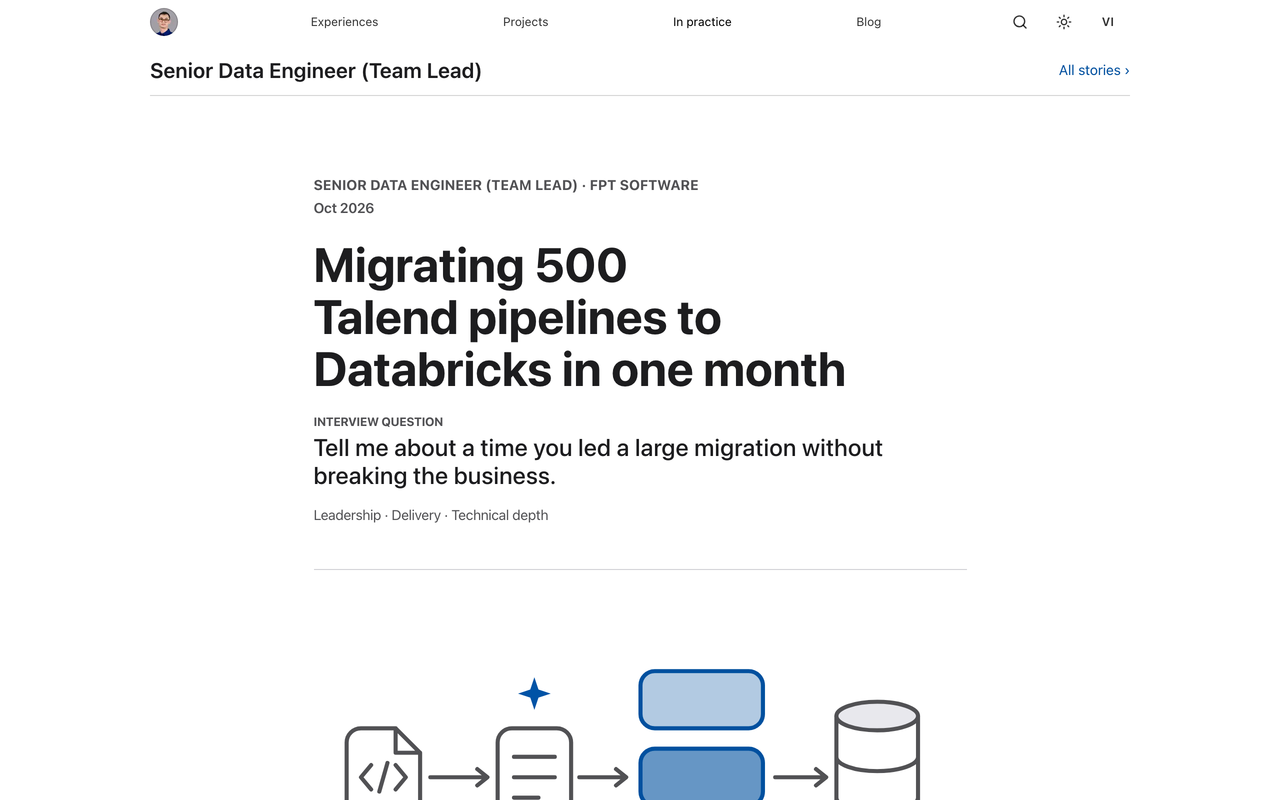 Experiences
Projects
In practice
Blog
VI
Senior Data Engineer (Team Lead)
All stories ›
SENIOR DATA ENGINEER (TEAM LEAD) · FPT SOFTWARE
Oct 2026
Migrating 500
Talend pipelines to
Databricks in one month
INTERVIEW QUESTION
Tell me about a time you led a large migration without
breaking the business.
Leadership · Delivery · Technical depth